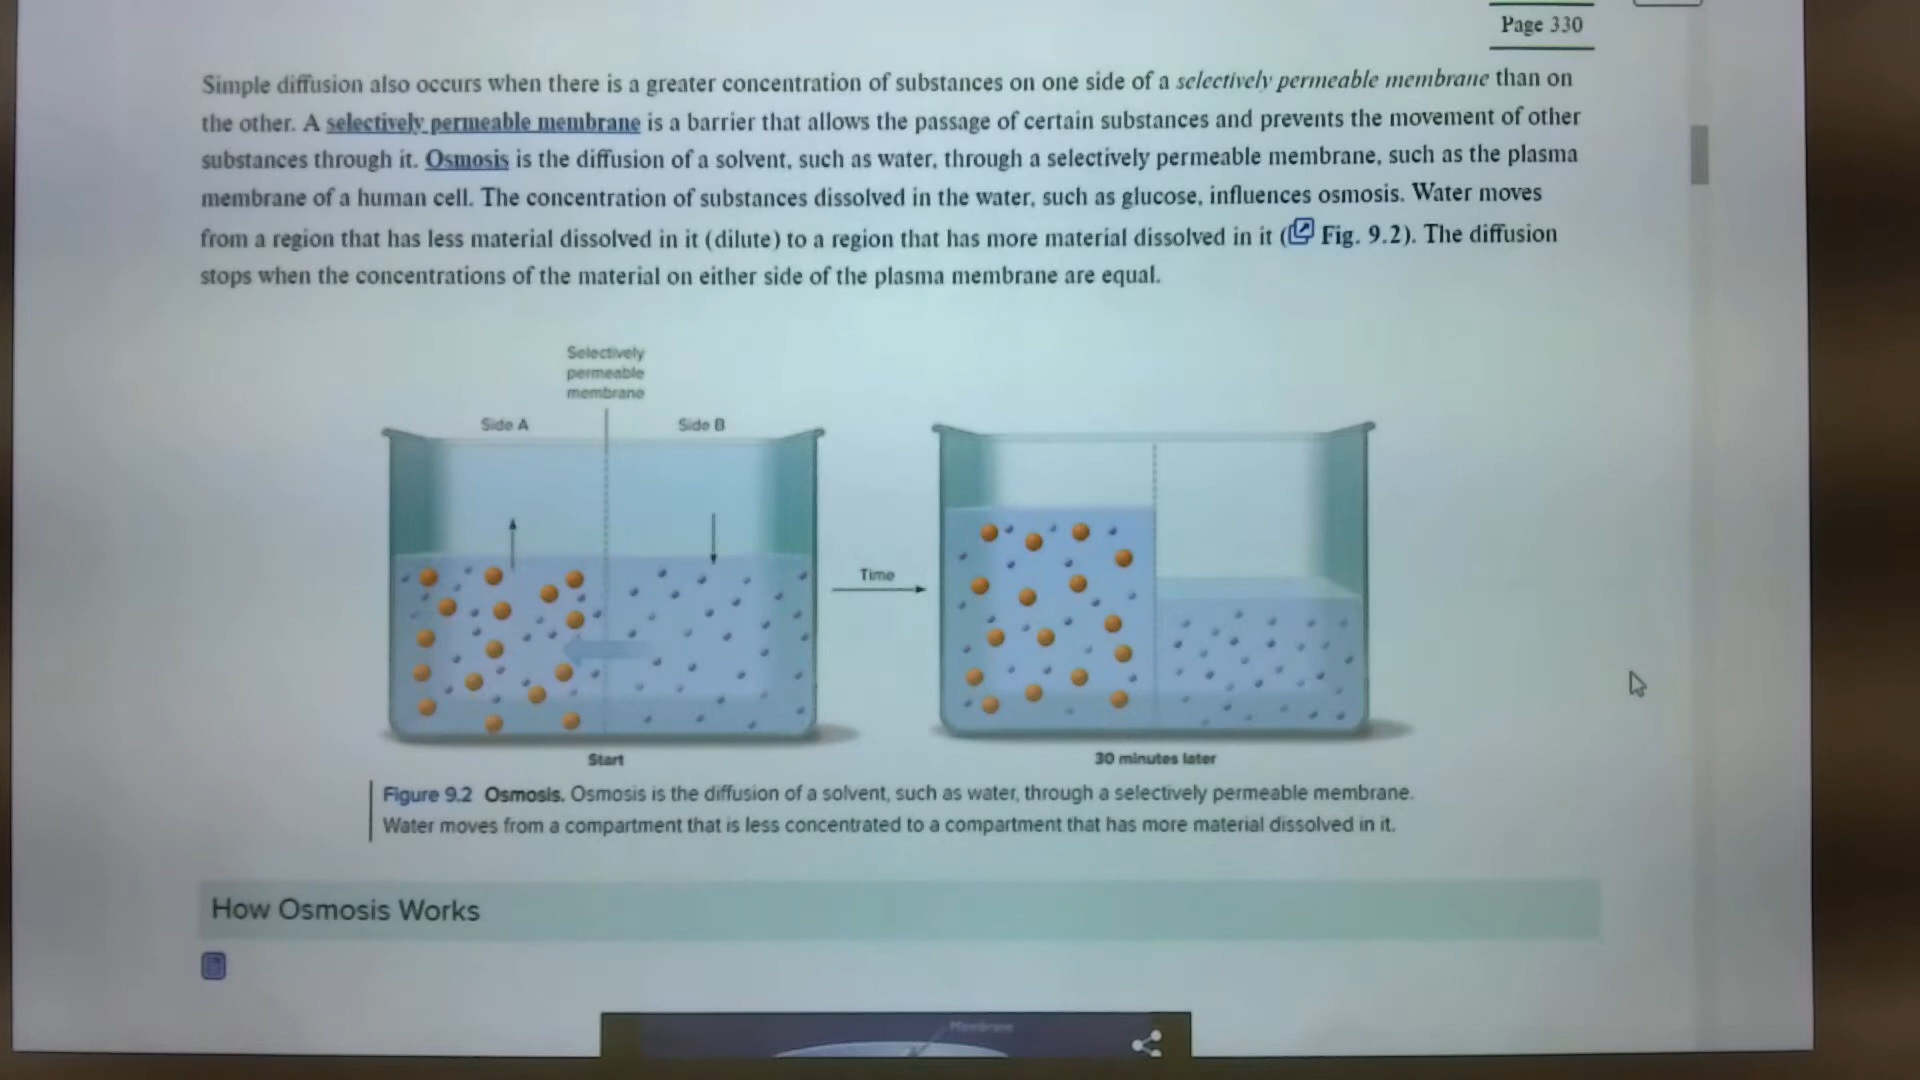 Page 330
Simple diffusion also occurs when there is a greater concentration of substances on one side of a selectively permeable membrane than on
the other. A selectively permeable membrane is a barrier that allows the passage of certain substances and prevents the movement of other
substances through it. Osmosis is the diffusion of a solvent, such as water, through a selectively permeable membrane, such as the plasma
membrane of a human cell. The concentration of substances dissolved in the water, such as glucose, influences osmosis. Water moves
from a region that has less material dissolved in it (dilute) to a region that has more material dissolved in it (Fig. 9.2). The diffusion
stops when the concentrations of the material on either side of the plasma membrane are equal.
Selectively
permeable
membrane
Side A
Side B
Time
Start
30 minutes later
Figure 9.2 Osmosis. Osmosis is the diffusion of a solvent, such as water, through a selectively permeable membrane.
Water moves from a compartment that is less concentrated to a compartment that has more material dissolved in it.
How Osmosis Works
Membrane